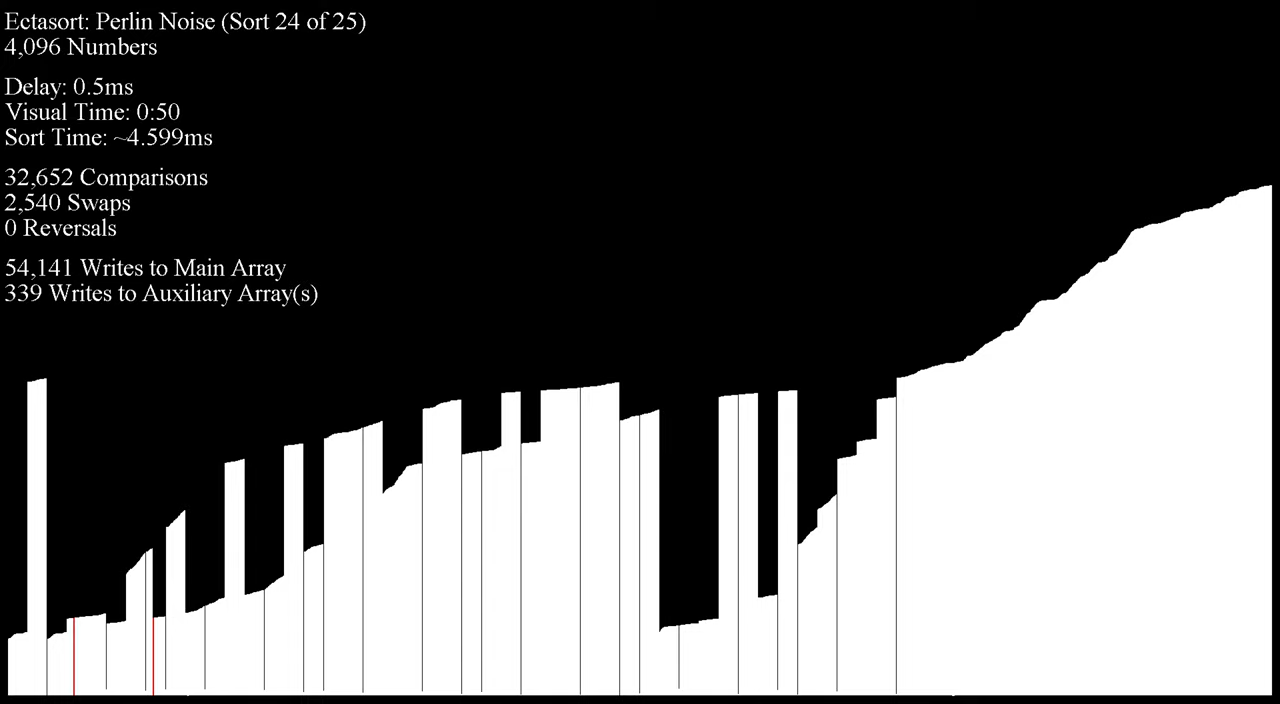 Ectasort: Perlin Noise (Sort 24 of 25)
4,096 Numbers
Delay: 0.5ms
Visual Time: 0:50
Sort Time: ~4.599ms
32,652 Comparisons
2,540 Swaps
0 Reversals
54,141 Writes to Main Array
339 Writes to Auxiliary Array(s)